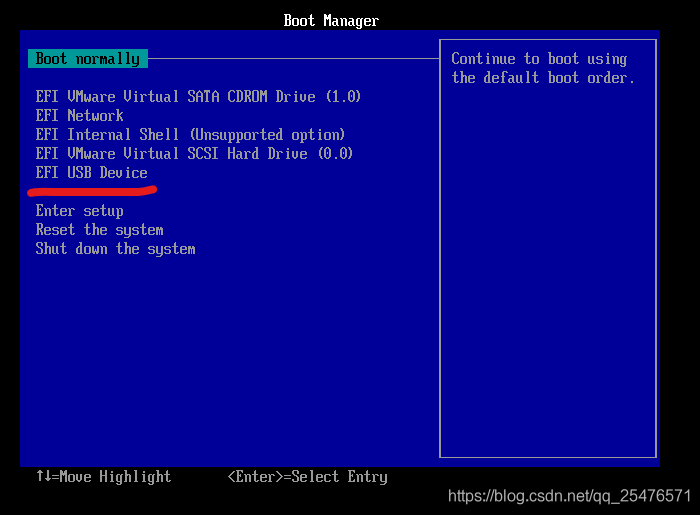 Boot Manager
Boot normally
Continue to boot using
the default boot order.
EFI VMware Virtual SATA CDROM Drive (1.0)
EFI Network
EFI Internal Shell (Unsupported option)
EFI VMware Virtual SCSI Hard Drive (0.0)
EFI USB Device
Enter setup
Reset the system
Shut down the system
↑↓=Move Highlight <Enter>=Select Entry
https://blog.csdn.net/qq_25476571